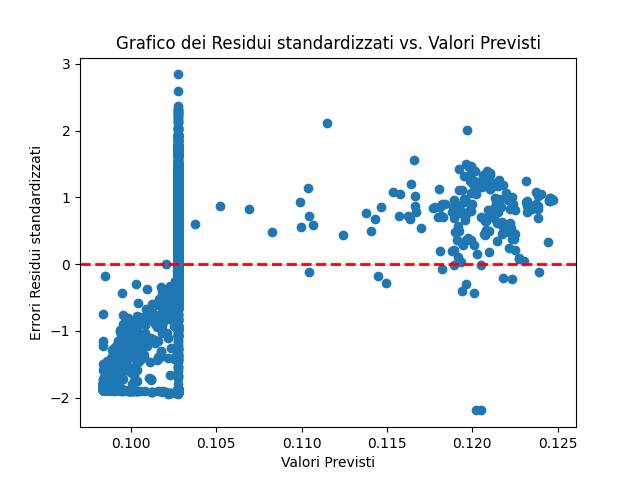 Grafico dei Residui standardizzati vs. Valori Previsti
Errori Residui standardizzati
3
2
1
0
−1
−2
0.100 0.105 0.110 0.115 0.120 0.125
Valori Previsti